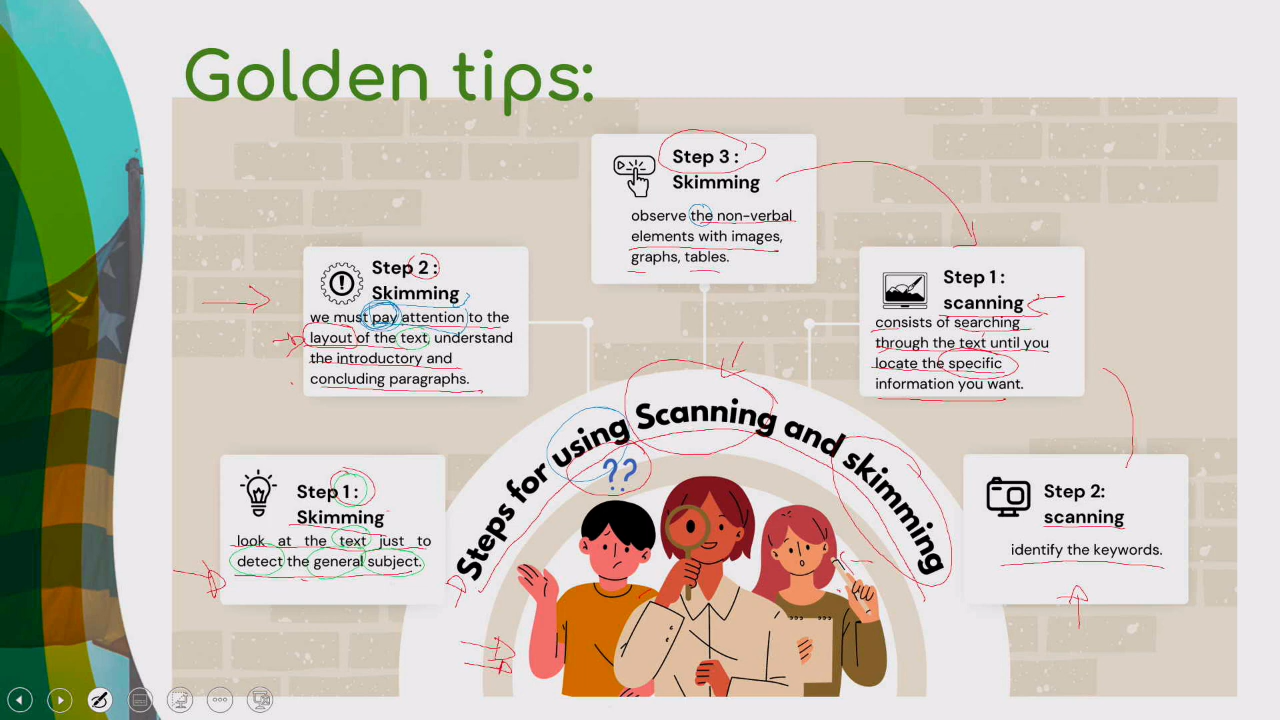 Golden tips:
Step 3 :
Skimming
observe the non-verbal
elements with images,
graphs, tables.
Step 2 :
Skimming
we must pay attention to the
layout of the text, understand
the introductory and
concluding paragraphs.
Step 1 :
scanning
consists of searching
through the text until you
locate the specific
information you want.
Step 1 :
Skimming
look at the text just to
detect the general subject.
Steps for using Scanning and skimming
??
Step 2:
scanning
identify the keywords.